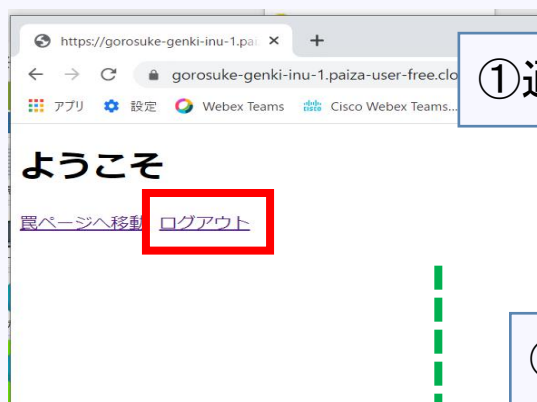 https://gorosuke-genki-inu-1.pai
gorosuke-genki-inu-1.paiza-user-free.clo
アプリ 設定 Webex Teams Cisco Webex Teams...
①通
ようこそ
罠ページへ移動 ログアウト